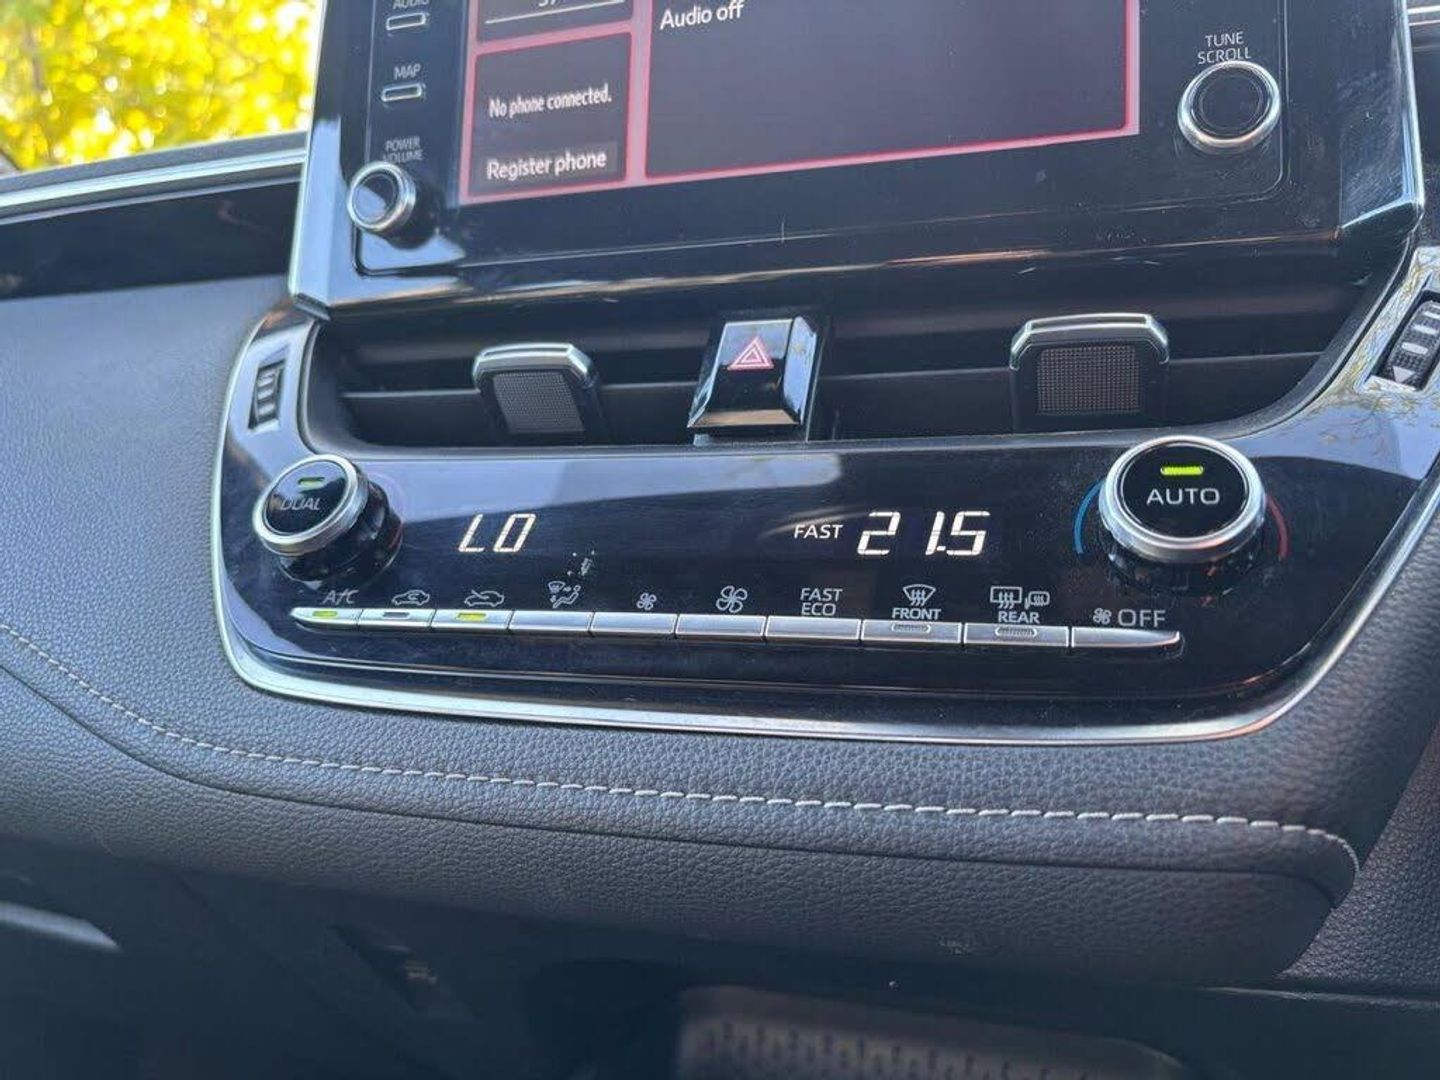 AUDIO
MAP
POWER
VOLUME
No phone connected.
Register phone
Audio off
TUNE
SCROLL
DUAL
LO
FAST 21.5
AUTO
A/C
FAST
ECO
FRONT
REAR
OFF